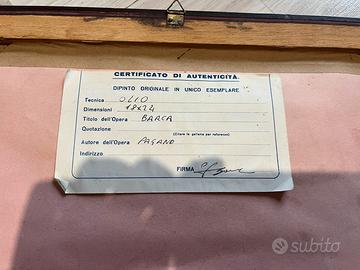 CERTIFICATO DI AUTENTICITÀ
DIPINTO ORIGINALE IN UNICO ESEMPLARE
Tecnica OLIO
Dimensioni 18x24
Titolo dell'Opera BARCA
Quotazione
(Citare le gallerie per referenze)
Autore dell'Opera PAGANO
Indirizzo
FIRMA
subito